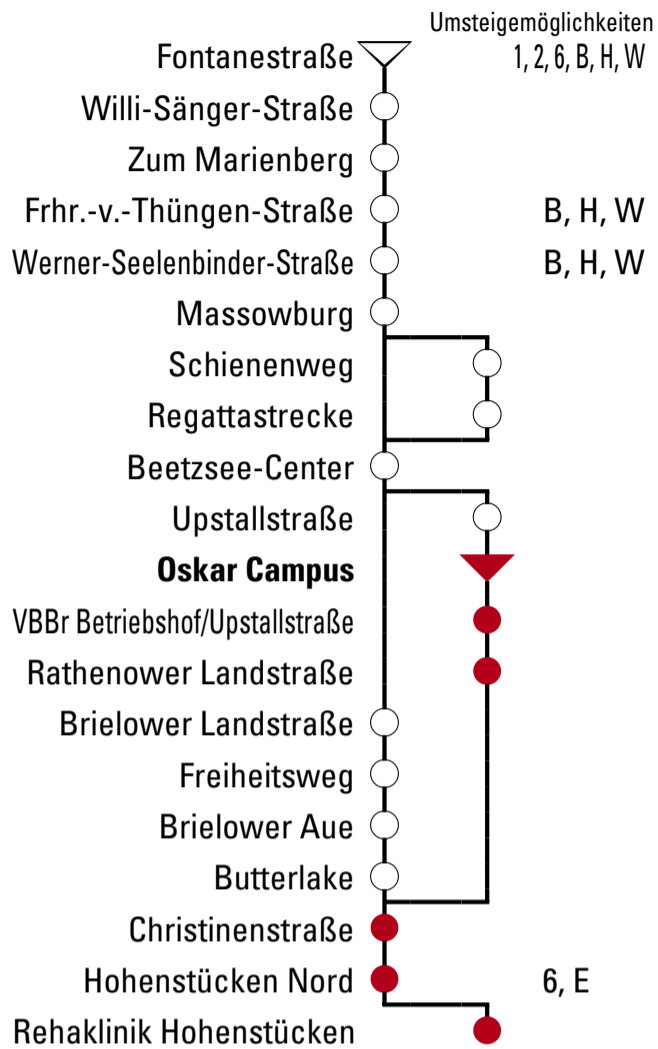 Umsteigemöglichkeiten
Fontanestraße 1, 2, 6, B, H, W
Willi-Sänger-Straße
Zum Marienberg
Frhr.-v.-Thüngen-Straße B, H, W
Werner-Seelenbinder-Straße B, H, W
Massowburg
Schienenweg
Regattastrecke
Beetzsee-Center
Upstallstraße
Oskar Campus
VBBr Betriebshof/Upstallstraße
Rathenower Landstraße
Brielower Landstraße
Freiheitsweg
Brielower Aue
Butterlake
Christinenstraße
Hohenstücken Nord 6, E
Rehaklinik Hohenstücken